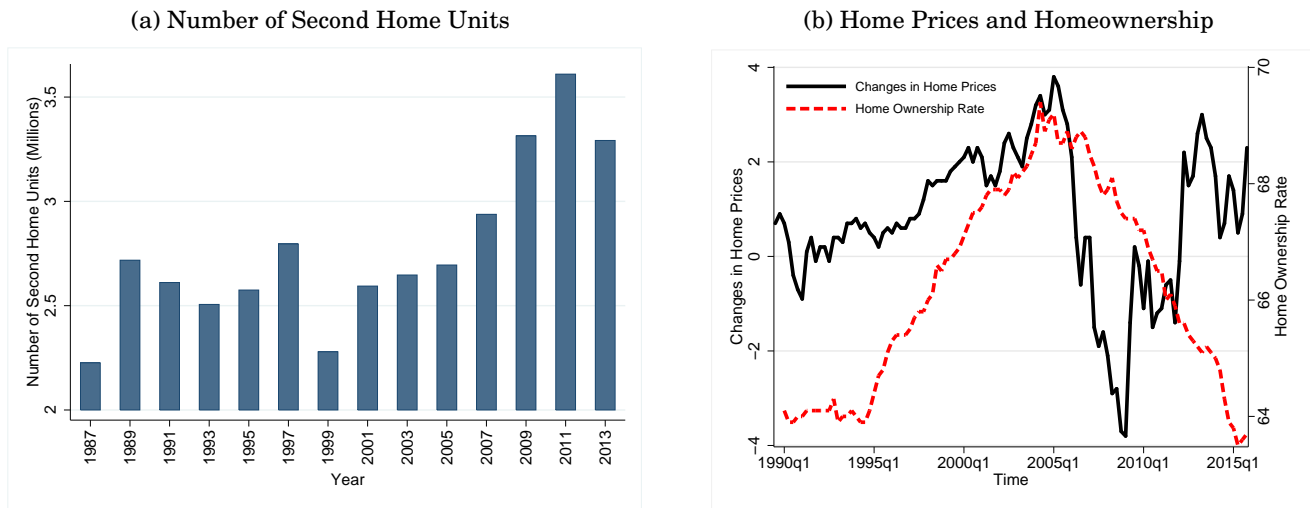 (a) Number of Second Home Units
Number of Second Home Units (Millions)
3.5
3
2.5
2
1987
1989
1991
1993
1995
1997
1999
2001
2003
2005
2007
2009
2011
2013
Year
(b) Home Prices and Homeownership
Changes in Home Prices
Home Ownership Rate
Changes in Home Prices
4
2
0
-2
-4
70
68
66
64
Home Ownership Rate
1990q1
1995q1
2000q1
2005q1
2010q1
2015q1
Time